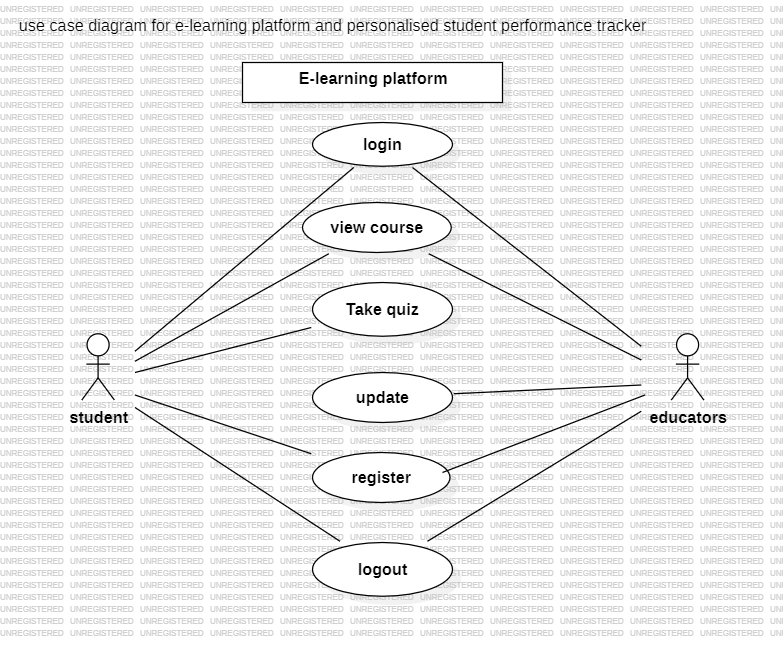 use case diagram for e-learning platform and personalised student performance tracker
E-learning platform
login
view course
Take quiz
update
student
educators
register
logout
UNREGISTERED